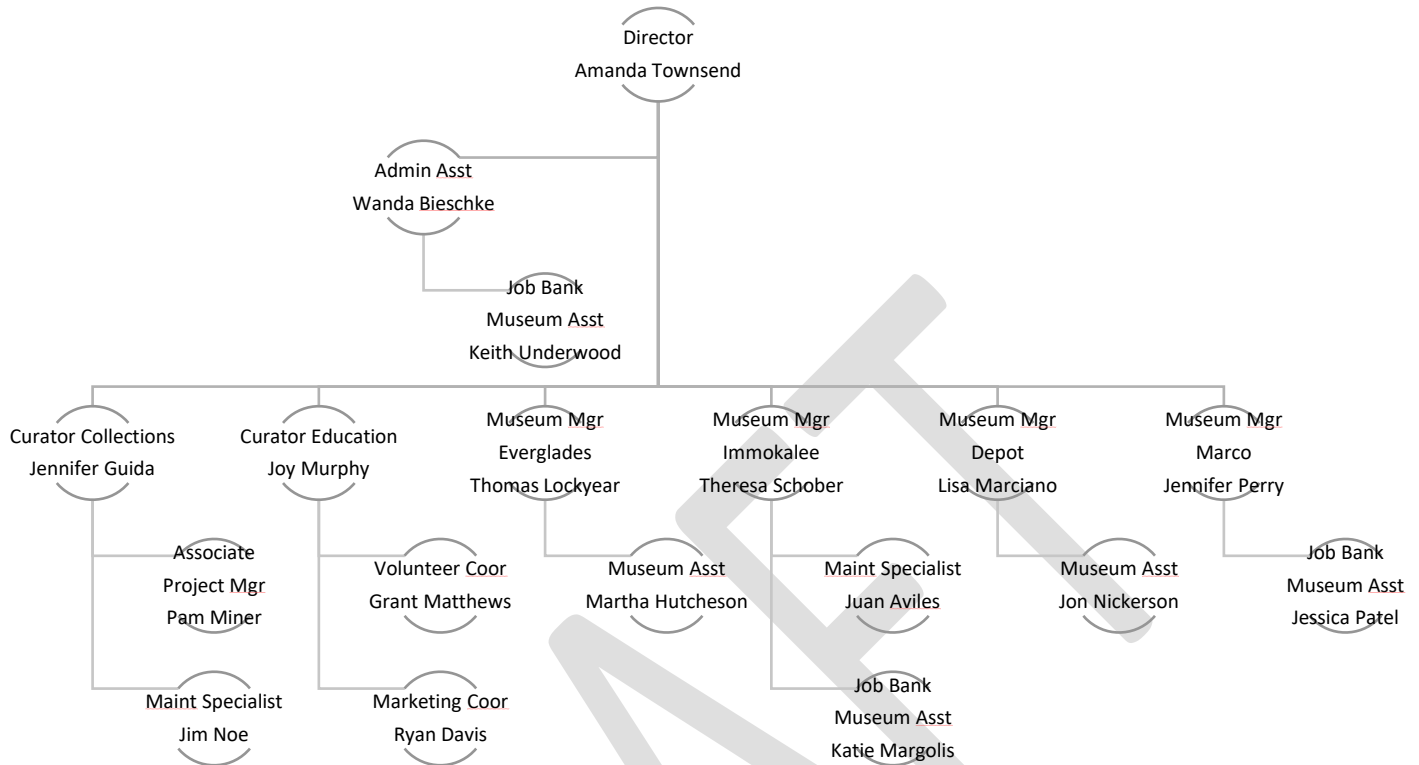 Director
Amanda Townsend
Admin Asst
Wanda Bieschke
Job Bank
Museum Asst
Keith Underwood
Curator Collections
Jennifer Guida
Curator Education
Joy Murphy
Museum Mgr
Everglades
Thomas Lockyear
Museum Mgr
Immokalee
Theresa Schober
Museum Mgr
Depot
Lisa Marciano
Museum Mgr
Marco
Jennifer Perry
Associate
Project Mgr
Pam Miner
Volunteer Coor
Grant Matthews
Museum Asst
Martha Hutcheson
Maint Specialist
Juan Aviles
Museum Asst
Jon Nickerson
Job Bank
Museum Asst
Jessica Patel
Maint Specialist
Jim Noe
Marketing Coor
Ryan Davis
Job Bank
Museum Asst
Katie Margolis